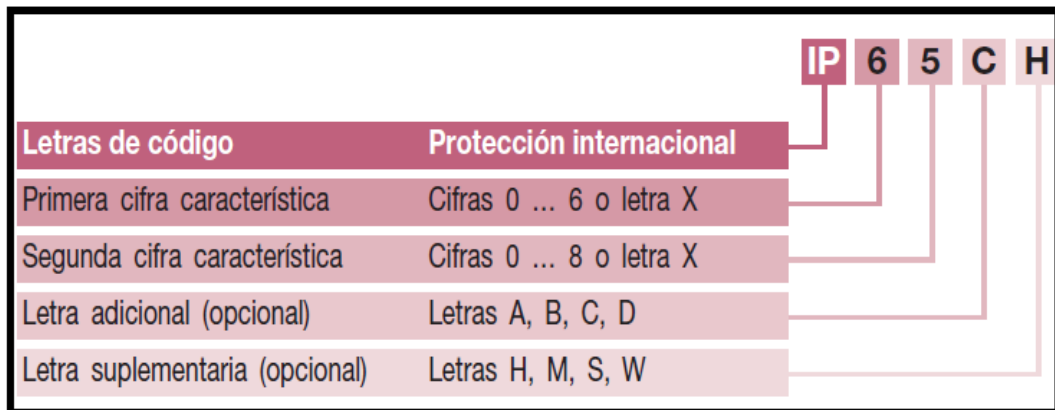 IP 6 5 C H
Letras de código Protección internacional
Primera cifra característica Cifras 0 ... 6 o letra X
Segunda cifra característica Cifras 0 ... 8 o letra X
Letra adicional (opcional) Letras A, B, C, D
Letra suplementaria (opcional) Letras H, M, S, W